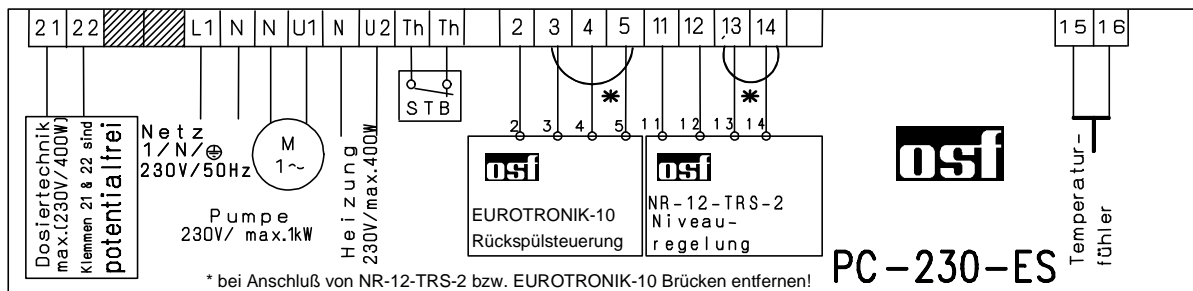 21 22 L1 N N U1 N U2 Th Th 2 3 4 5 11 12 13 14 15 16
STB
* *
2 3 4 5 11 12 13 14
Dosiertechnik
max.(230V/400W)
Klemmen 21 & 22 sind
potentialfrei
Netz
1/N/⏚
230V/50Hz
M
1~
Pumpe
230V/ max.1kW
Heizung
230V/max.400W
osf
EUROTRONIK-10
Rückspülsteuerung
osf
NR-12-TRS-2
Niveau-
regelung
osf
PC-230-ES
Temperatur-
fühler
* bei Anschluß von NR-12-TRS-2 bzw. EUROTRONIK-10 Brücken entfernen!